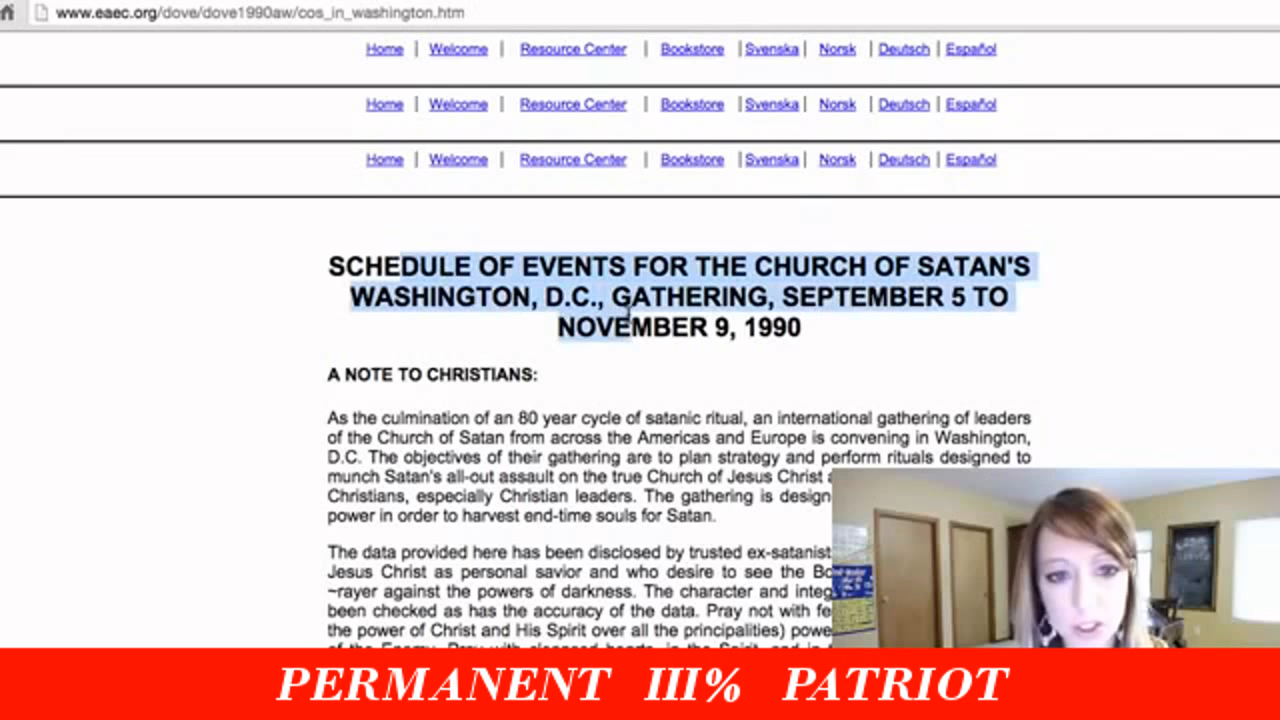 www.eaec.org/dove/dove1990aw/cos_in_washington.htm
Home | Welcome | Resource Center | Bookstore | Svenska | Norsk | Deutsch | Español
Home | Welcome | Resource Center | Bookstore | Svenska | Norsk | Deutsch | Español
Home | Welcome | Resource Center | Bookstore | Svenska | Norsk | Deutsch | Español
SCHEDULE OF EVENTS FOR THE CHURCH OF SATAN'S
WASHINGTON, D.C., GATHERING, SEPTEMBER 5 TO
NOVEMBER 9, 1990
A NOTE TO CHRISTIANS:
As the culmination of an 80 year cycle of satanic ritual, an international gathering of leaders
of the Church of Satan from across the Americas and Europe is convening in Washington,
D.C. The objectives of their gathering are to plan strategy and perform rituals designed to
munch Satan's all-out assault on the true Church of Jesus Christ
Christians, especially Christian leaders. The gathering is design
power in order to harvest end-time souls for Satan.
The data provided here has been disclosed by trusted ex-satanist
Jesus Christ as personal savior and who desire to see the Bo
~rayer against the powers of darkness. The character and integ
been checked as has the accuracy of the data. Pray not with fe
the power of Christ and His Spirit over all the principalities) powe
PERMANENT III% PATRIOT